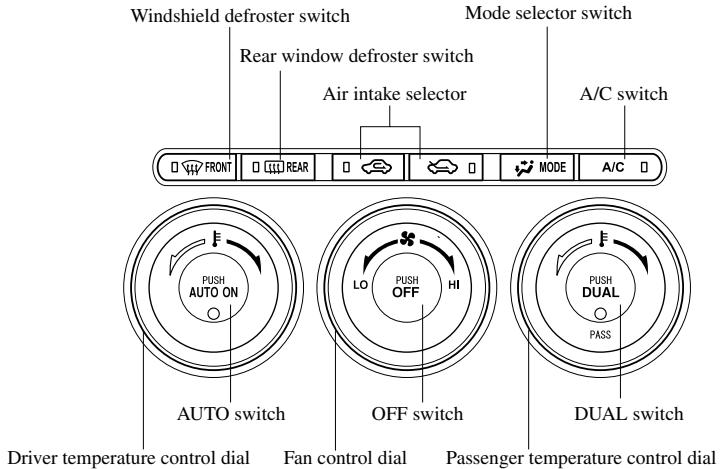 Windshield defroster switch
Mode selector switch
Rear window defroster switch
Air intake selector
A/C switch
FRONT
REAR
MODE
A/C
PUSH
AUTO ON
LO
PUSH
OFF
HI
PUSH
DUAL
PASS
AUTO switch
OFF switch
DUAL switch
Driver temperature control dial
Fan control dial
Passenger temperature control dial